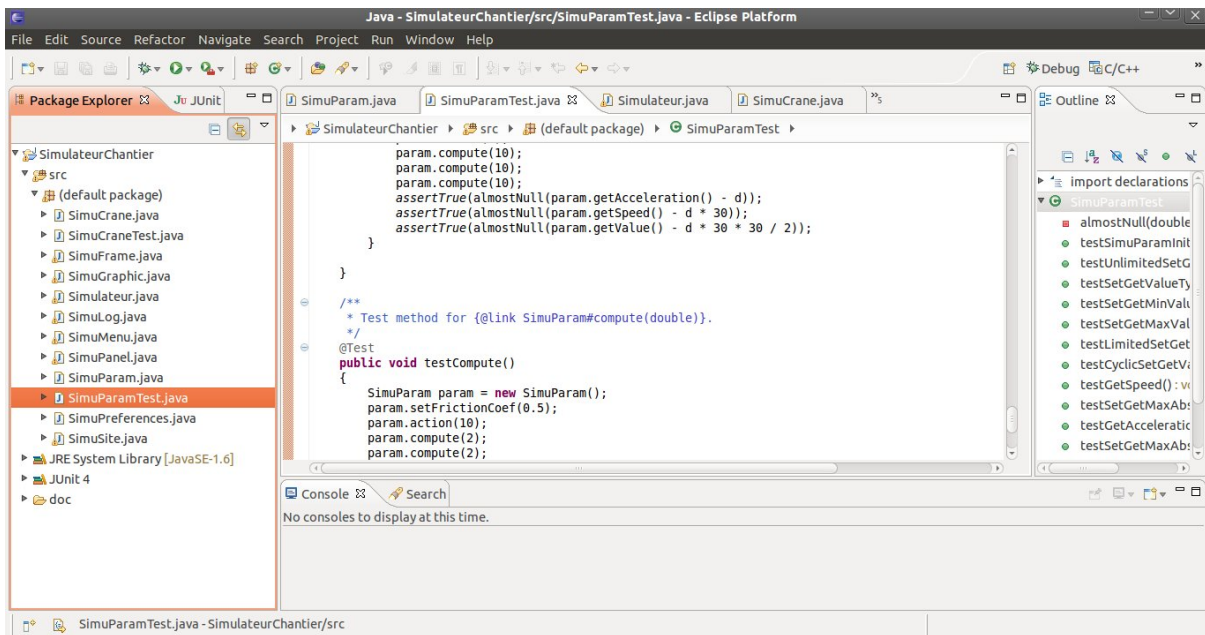 Java - SimulateurChantier/src/SimuParamTest.java - Eclipse Platform
File Edit Source Refactor Navigate Search Project Run Window Help
Debug C/C++ »
Package Explorer JUnit
SimuParam.java SimuParamTest.java Simulateur.java SimuCrane.java »5
Outline
SimulateurChantier src (default package) SimuParamTest
SimulateurChantier
src
(default package)
SimuCrane.java
SimuCraneTest.java
SimuFrame.java
SimuGraphic.java
Simulateur.java
SimuLog.java
SimuMenu.java
SimuPanel.java
SimuParam.java
SimuParamTest.java
SimuPreferences.java
SimuSite.java
JRE System Library [JavaSE-1.6]
JUnit 4
doc
param.compute(10);
param.compute(10);
param.compute(10);
assertTrue(almostNull(param.getAcceleration() - d));
assertTrue(almostNull(param.getSpeed() - d * 30));
assertTrue(almostNull(param.getValue() - d * 30 * 30 / 2));
}
}
/**
* Test method for {@link SimuParam#compute(double)}.
*/
@Test
public void testCompute()
{
SimuParam param = new SimuParam();
param.setFrictionCoef(0.5);
param.action(10);
param.compute(2);
param.compute(2);
import declarations
SimuParamTest
almostNull(double
testSimuParamInit
testUnlimitedSetG
testSetGetValueTy
testSetGetMinValu
testSetGetMaxVal
testLimitedSetGet
testCyclicSetGetVa
testGetSpeed() : vo
testSetGetMaxAbs
testGetAcceleratic
testSetGetMaxAbs
Console Search
No consoles to display at this time.
SimuParamTest.java - SimulateurChantier/src